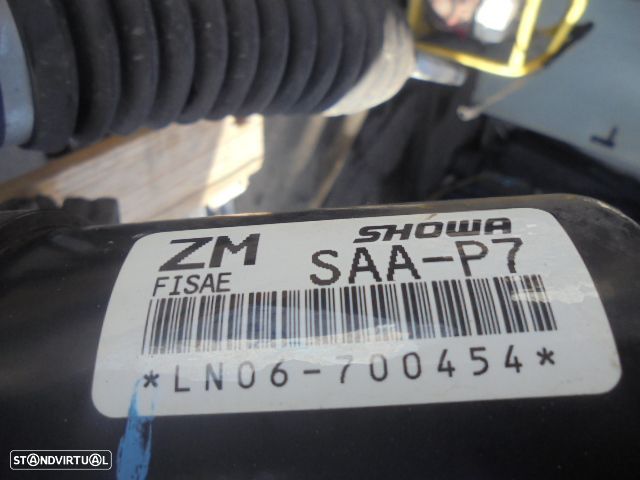 ZM SHOWA
FISAE SAA-P7
*LN06-700454*
STANDVIRTUAL